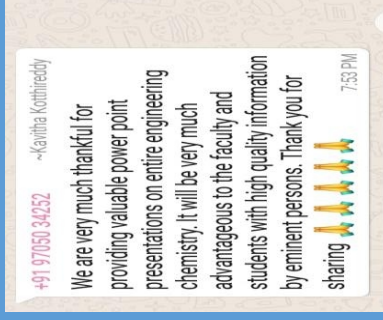 +91 97050 34252 ~Kavitha Kotthireddy
We are very much thankful for
providing valuable power point
presentations on entire engineering
chemistry. It will be very much
advantageous to the faculty and
students with high quality information
by eminent persons. Thank you for
sharing 🙏🙏🙏🙏🙏
7:53 PM